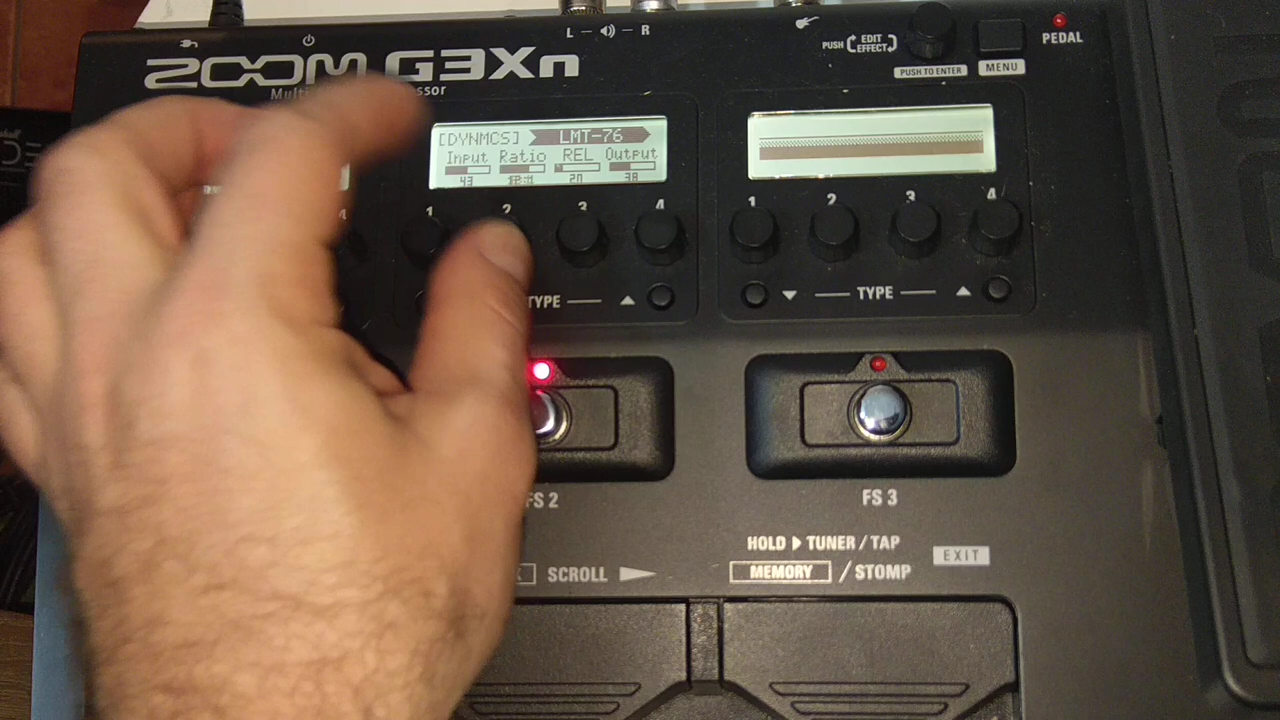 L R
PUSH EDIT EFFECT
PEDAL
PUSH TO ENTER MENU
ZOOM G3Xn
[DYNMCS] LMT-76
Input Ratio REL Output
43 20 38
1 2 3 4 1 2 3 4
TYPE TYPE
FS 2 FS 3
HOLD TUNER / TAP
EXIT
SCROLL MEMORY / STOMP